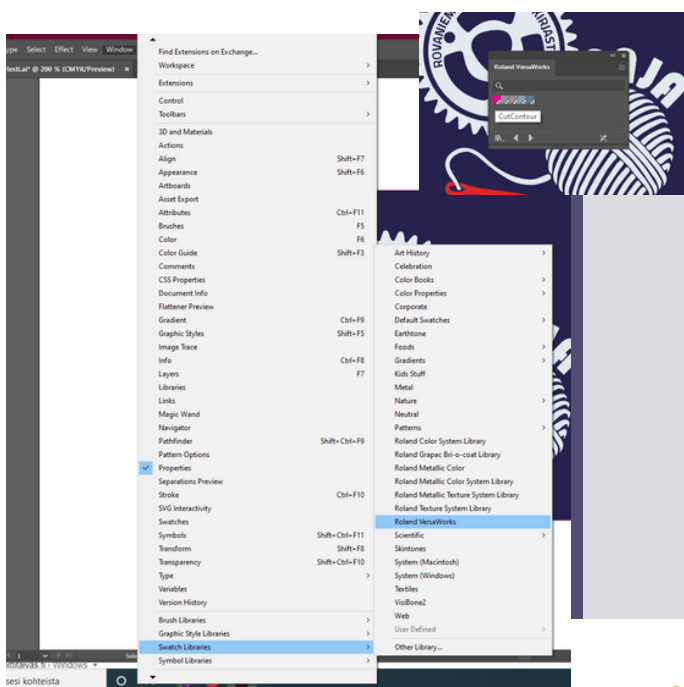 ype Select Effect View Window
testi.ai* @ 200 % (CMYK/Preview) ×
Find Extensions on Exchange...
Workspace
Extensions
Control
Toolbars
3D and Materials
Actions
Align Shift+F7
Appearance Shift+F6
Artboards
Asset Export
Attributes Ctrl+F11
Brushes F5
Color F6
Color Guide Shift+F3
Comments
CSS Properties
Document Info
Flattener Preview
Gradient Ctrl+F9
Graphic Styles Shift+F5
Image Trace
Info Ctrl+F8
Layers F7
Libraries
Links
Magic Wand
Navigator
Pathfinder Shift+Ctrl+F9
Pattern Options
Properties
Separations Preview
Stroke Ctrl+F10
SVG Interactivity
Swatches
Symbols Shift+Ctrl+F11
Transform Shift+F8
Transparency Shift+Ctrl+F10
Type
Variables
Version History
Brush Libraries
Graphic Style Libraries
Swatch Libraries
Symbol Libraries
Art History
Celebration
Color Books
Color Properties
Corporate
Default Swatches
Earthtone
Foods
Gradients
Kids Stuff
Metal
Nature
Neutral
Patterns
Roland Color System Library
Roland Grapac Bri-o-coat Library
Roland Metallic Color
Roland Metallic Color System Library
Roland Metallic Texture System Library
Roland Texture System Library
Roland VersaWorks
Scientific
Skintones
System (Macintosh)
System (Windows)
Textiles
VisiBone2
Web
User Defined
Other Library...
ROVANIEM
KIRJAST
AJA
Roland VersaWorks
CutContour
1
Sele
Windows
sesi kohteista